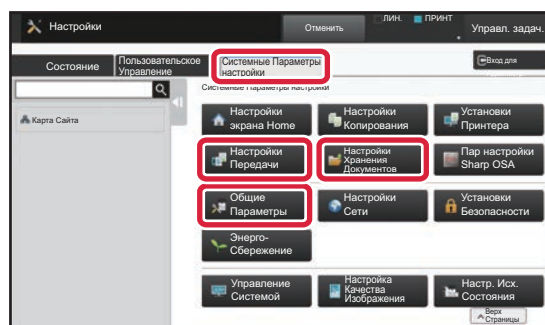 Настройки
Отменить
ЛИН.
ПРИНТ
Управл. задач.
Состояние
Пользовательское
Управление
Системные Параметры
настройки
Вход для
Системные Параметры настройки
Карта Сайта
Настройки
экрана Home
Настройки
Копирования
Установки
Принтера
Настройки
Передачи
Настройки
Хранения
Документов
Пар настройки
Sharp OSA
Общие
Параметры
Настройки
Сети
Установки
Безопасности
Энерго-
Сбережение
Управление
Системой
Настройка
Качества
Изображения
Настр. Исх.
Состояния
Верх
Страницы